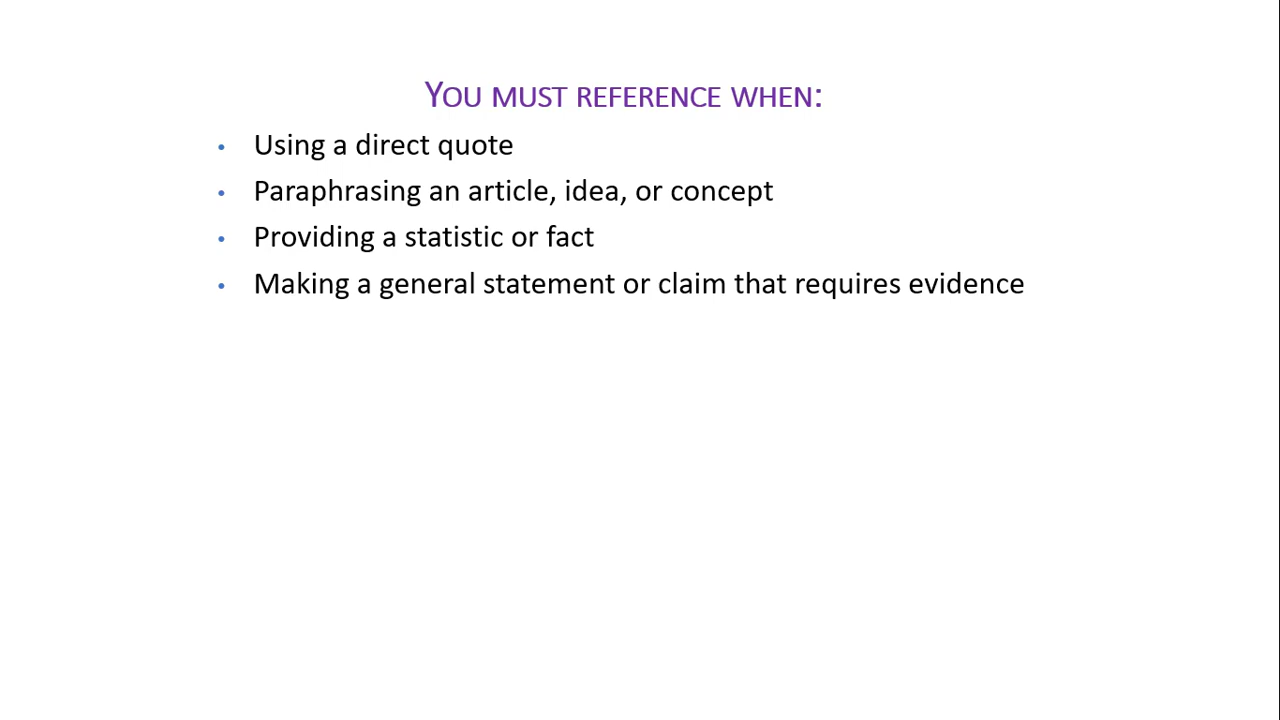 YOU MUST REFERENCE WHEN:
• Using a direct quote
• Paraphrasing an article, idea, or concept
• Providing a statistic or fact
• Making a general statement or claim that requires evidence